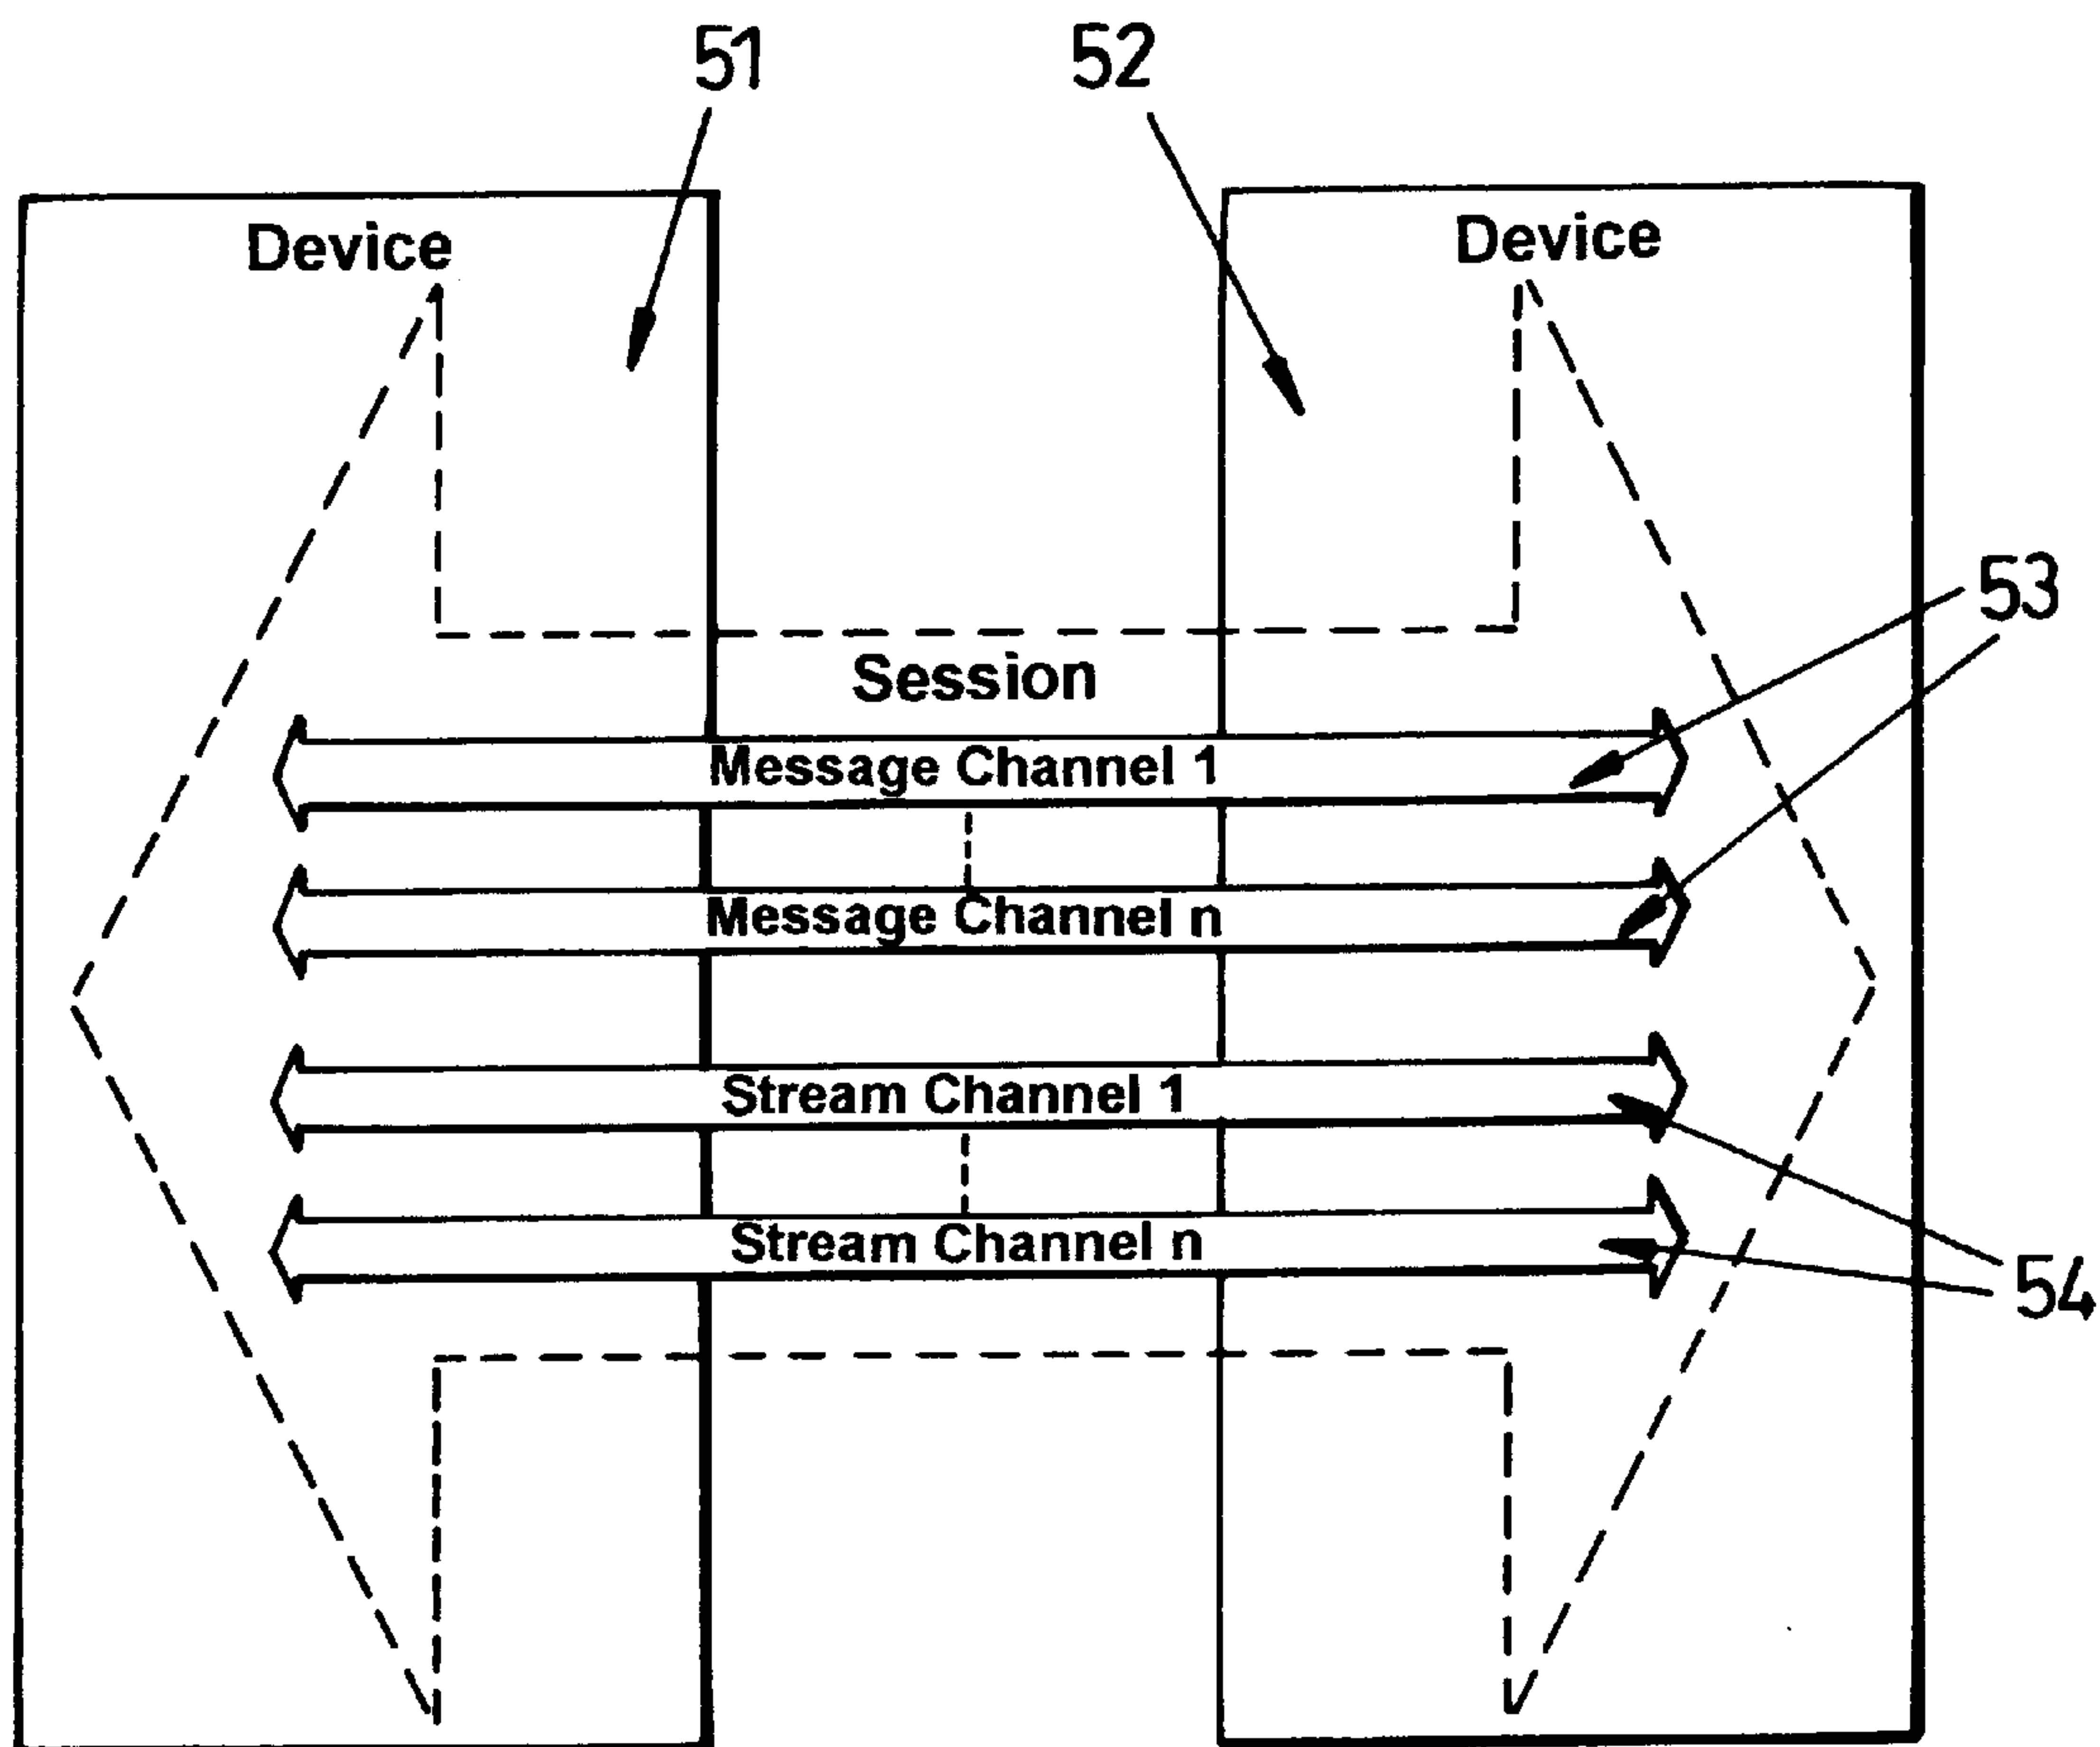 51
52
Device
Device
53
Session
Message Channel 1
Message Channel n
Stream Channel 1
Stream Channel n
54